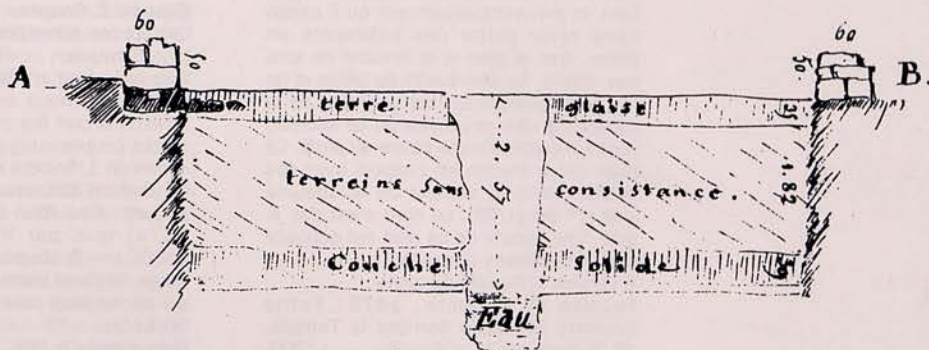 60 60
50 50
A B.
terre. glaise 35
2.57
terreins sans consistance. 1.82
Couche solide
EAU